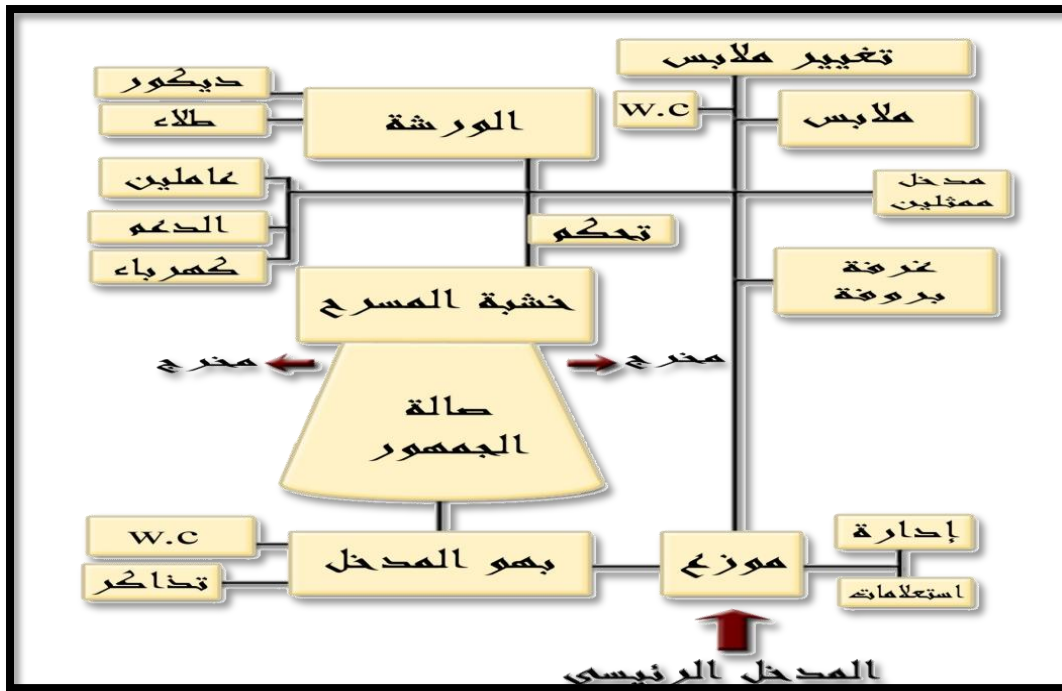 تغيير ملابس
ديكور
الورشة
w.c
ملابس
طلاء
عاملين
مدخل
ممثلين
الدعم
تحكم
كهرباء
غرفة
بروفة
خشبة المسرح
مخرج
مخرج
صالة
الجمهور
إدارة
w.c
بهو المدخل
موزع
تذاكر
استعلامات
المدخل الرئيسى